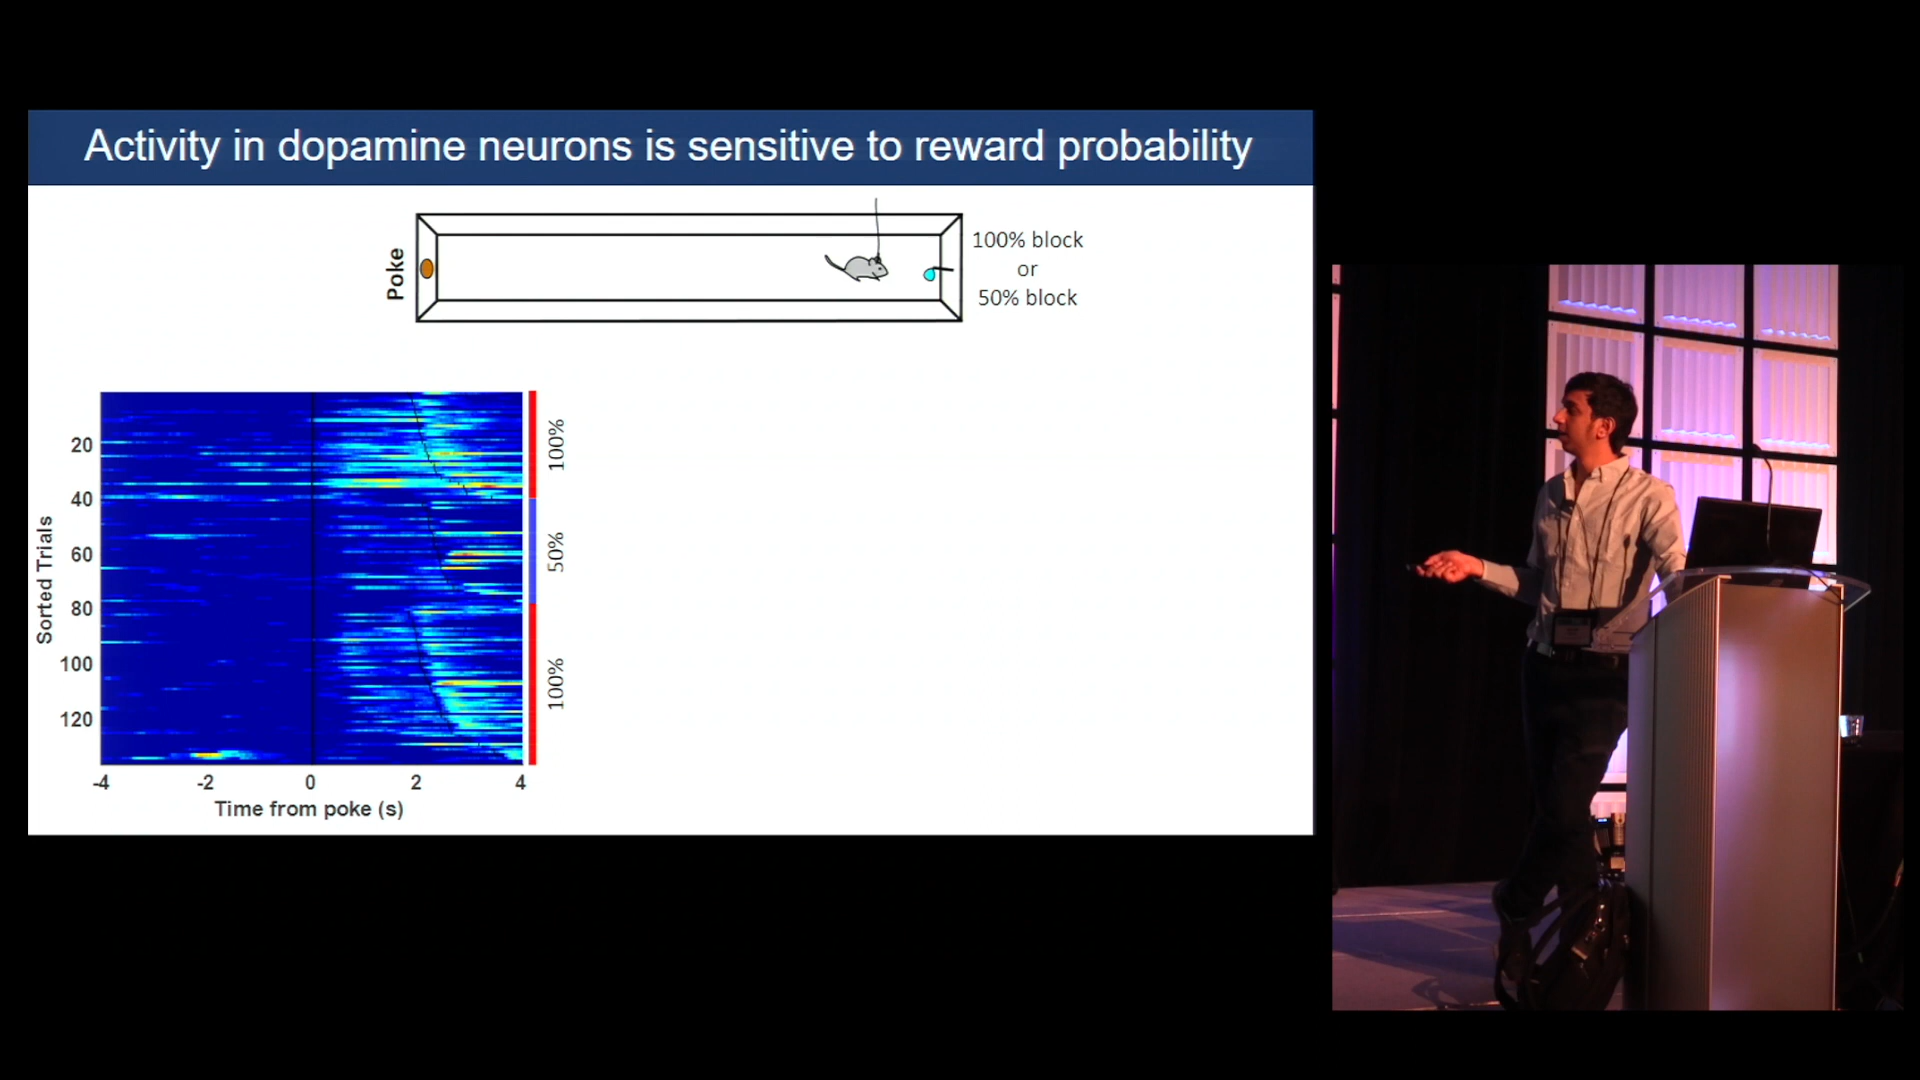 Activity in dopamine neurons is sensitive to reward probability
Poke
100% block
or
50% block
Sorted Trials
20
40
60
80
100
120
100%
50%
100%
-4
-2
0
2
4
Time from poke (s)